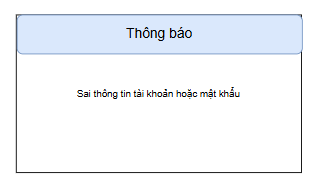 Thông báo
Sai thông tin tài khoản hoặc mật khẩu